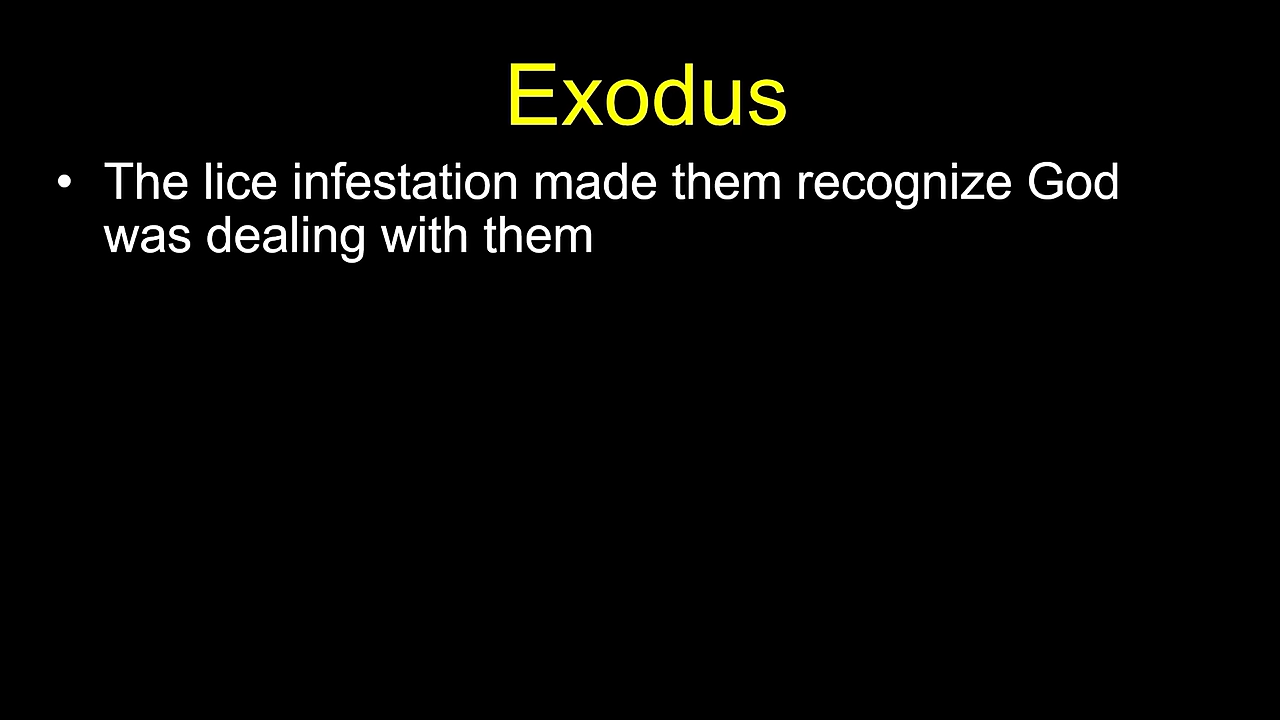 Exodus
• The lice infestation made them recognize God
was dealing with them